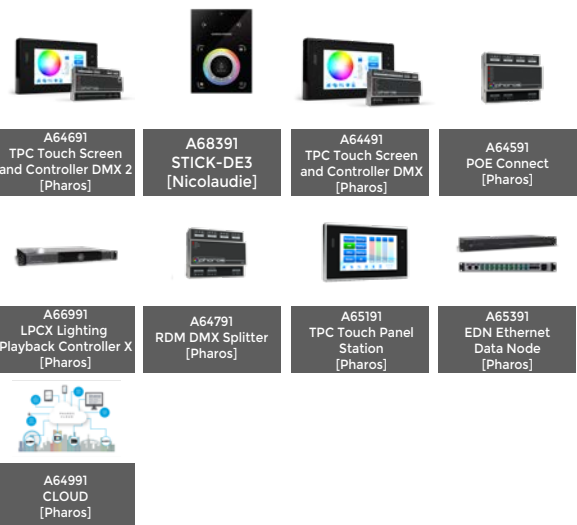 A64691
TPC Touch Screen
and Controller DMX 2
[Pharos]
A68391
STICK-DE3
[Nicolaudie]
A64491
TPC Touch Screen
and Controller DMX
[Pharos]
A64591
POE Connect
[Pharos]
A66991
LPCX Lighting
Playback Controller X
[Pharos]
A64791
RDM DMX Splitter
[Pharos]
A65191
TPC Touch Panel
Station
[Pharos]
A65391
EDN Ethernet
Data Node
[Pharos]
A64991
CLOUD
[Pharos]